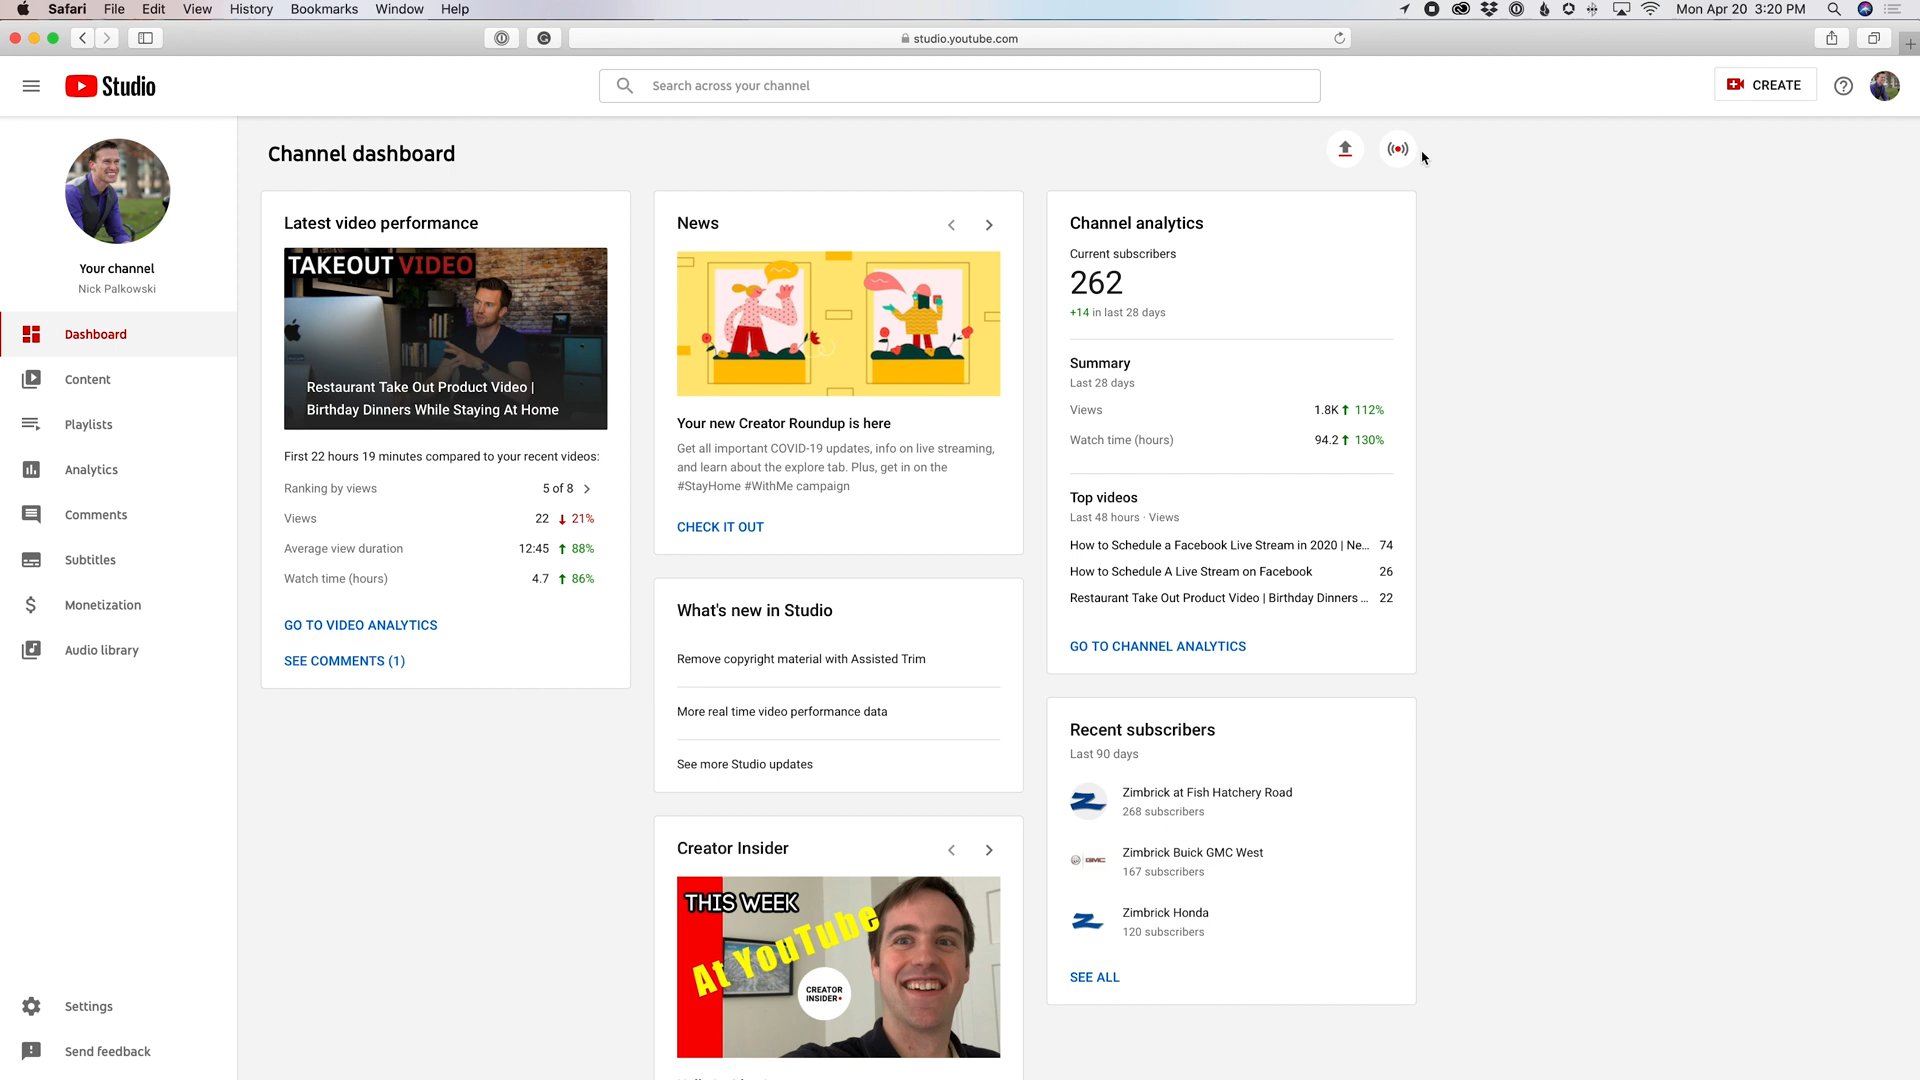 Safari File Edit View History Bookmarks Window Help
Mon Apr 20 3:20 PM
studio.youtube.com
Studio
Search across your channel
CREATE
Your channel
Nick Palkowski
Dashboard
Content
Playlists
Analytics
Comments
Subtitles
Monetization
Audio library
Settings
Send feedback
Channel dashboard
Latest video performance
TAKEOUT VIDEO
Restaurant Take Out Product Video |
Birthday Dinners While Staying At Home
First 22 hours 19 minutes compared to your recent videos:
Ranking by views 5 of 8
Views 22 21%
Average view duration 12:45 88%
Watch time (hours) 4.7 86%
GO TO VIDEO ANALYTICS
SEE COMMENTS (1)
News
Your new Creator Roundup is here
Get all important COVID-19 updates, info on live streaming,
and learn about the explore tab. Plus, get in on the
#StayHome #WithMe campaign
CHECK IT OUT
What's new in Studio
Remove copyright material with Assisted Trim
More real time video performance data
See more Studio updates
Creator Insider
THIS WEEK
At YouTube
CREATOR
INSIDER
Channel analytics
Current subscribers
262
+14 in last 28 days
Summary
Last 28 days
Views 1.8K 112%
Watch time (hours) 94.2 130%
Top videos
Last 48 hours · Views
How to Schedule a Facebook Live Stream in 2020 | Ne... 74
How to Schedule A Live Stream on Facebook 26
Restaurant Take Out Product Video | Birthday Dinners ... 22
GO TO CHANNEL ANALYTICS
Recent subscribers
Last 90 days
Zimbrick at Fish Hatchery Road
268 subscribers
GMC
Zimbrick Buick GMC West
167 subscribers
Zimbrick Honda
120 subscribers
SEE ALL